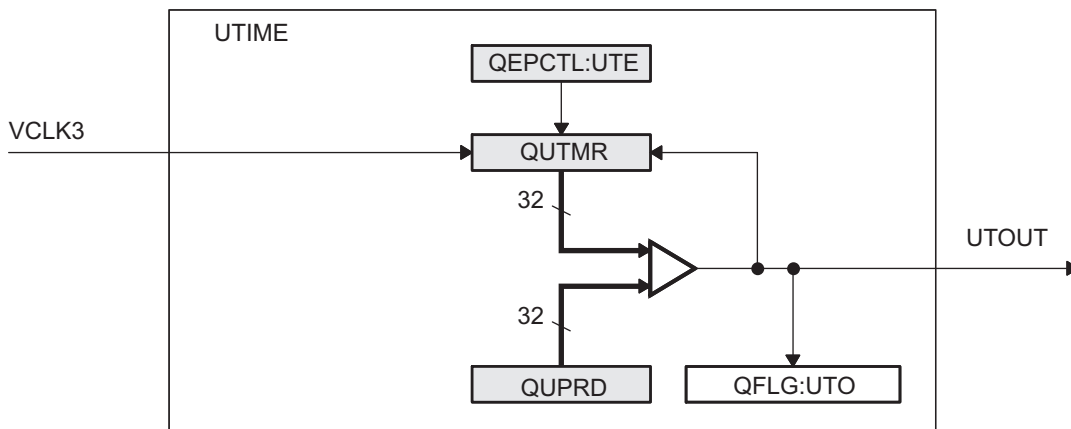 UTIME
QEPCTL:UTE
VCLK3
QUTMR
32
UTOUT
32
QUPRD
QFLG:UTO